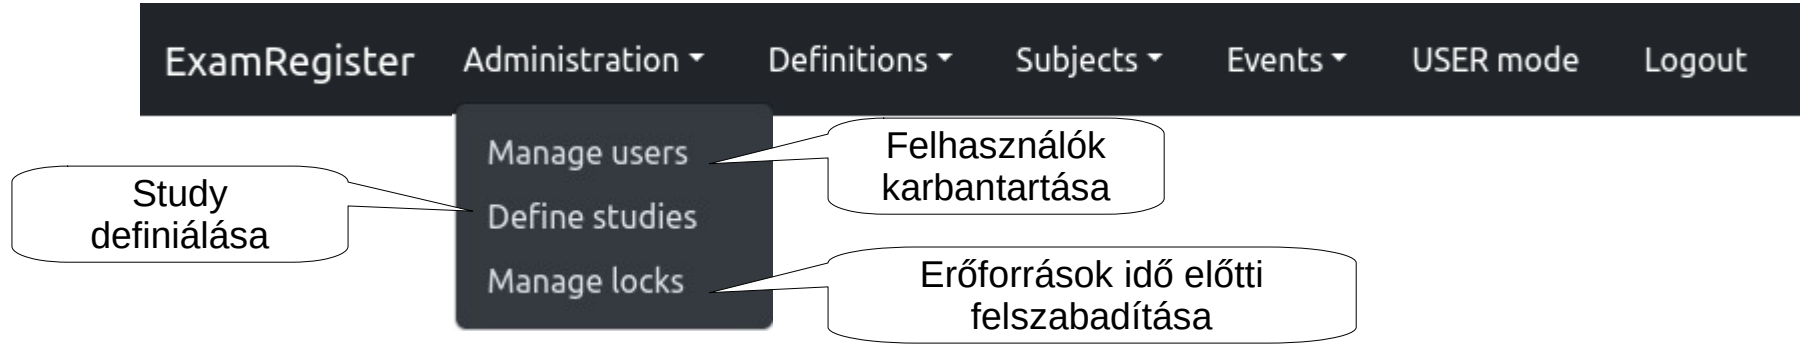 ExamRegister Administration Definitions Subjects Events USER mode Logout
Manage users
Felhasználók
karbantartása
Study
definiálása
Define studies
Manage locks
Erőforrások idő előtti
felszabadítása